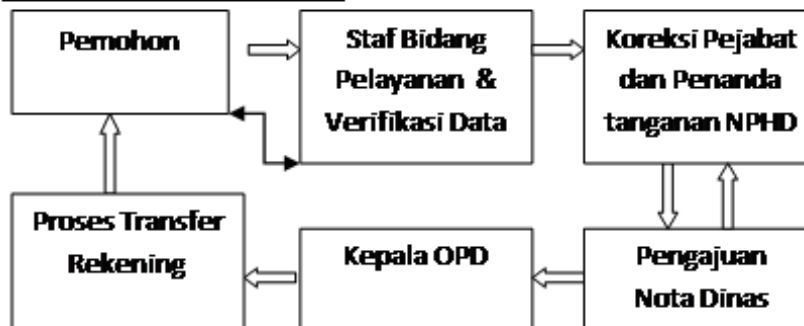 Pemohon
Staf Bidang
Pelayanan &
Verifikasi Data
Koreksi Pejabat
dan Penanda
tanganan NPHD
Proses Transfer
Rekening
Kepala OPD
Pengajuan
Nota Dinas